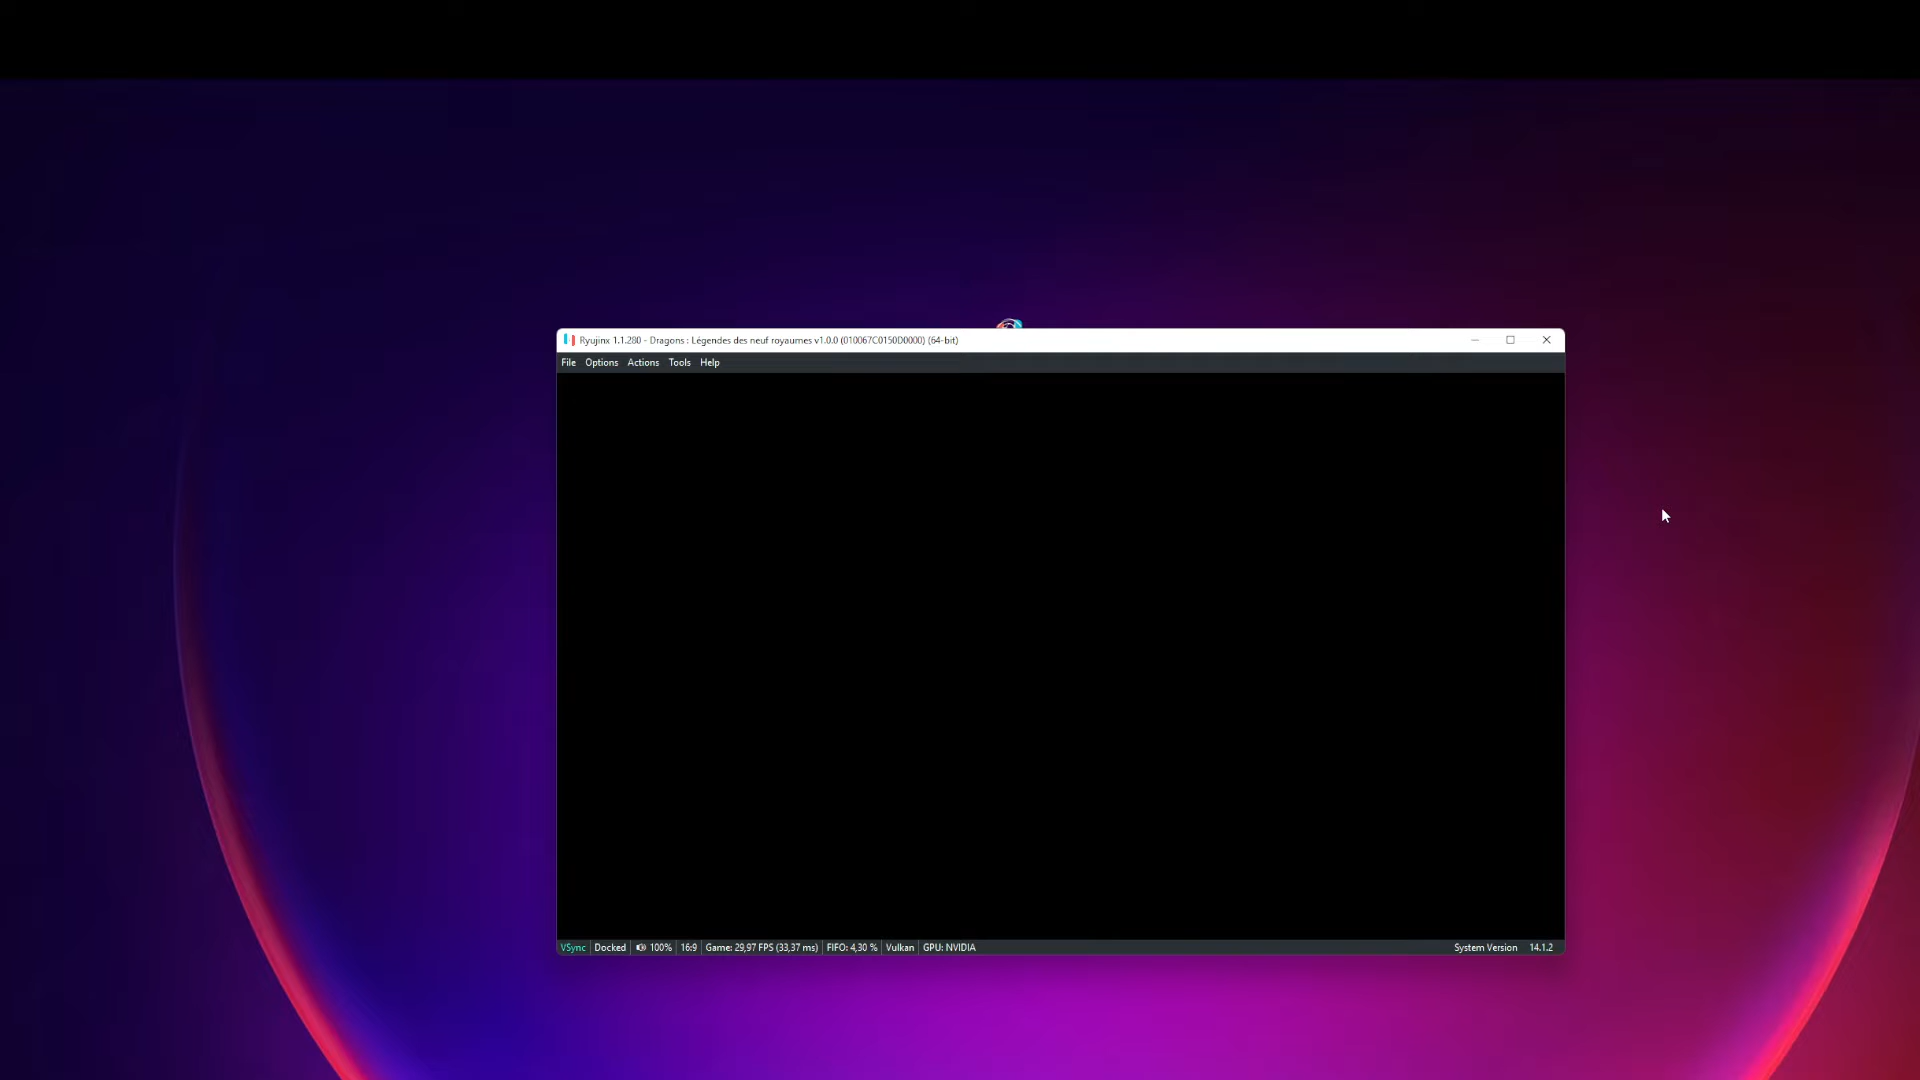 Ryujinx 1.1.280 - Dragons : Légendes des neuf royaumes v1.0.0 (010067C0150D0000) (64-bit)
File Options Actions Tools Help
VSync Docked 100% 16:9 Game: 29,97 FPS (33,37 ms) FIFO: 4,30 % Vulkan GPU: NVIDIA System Version 14.1.2